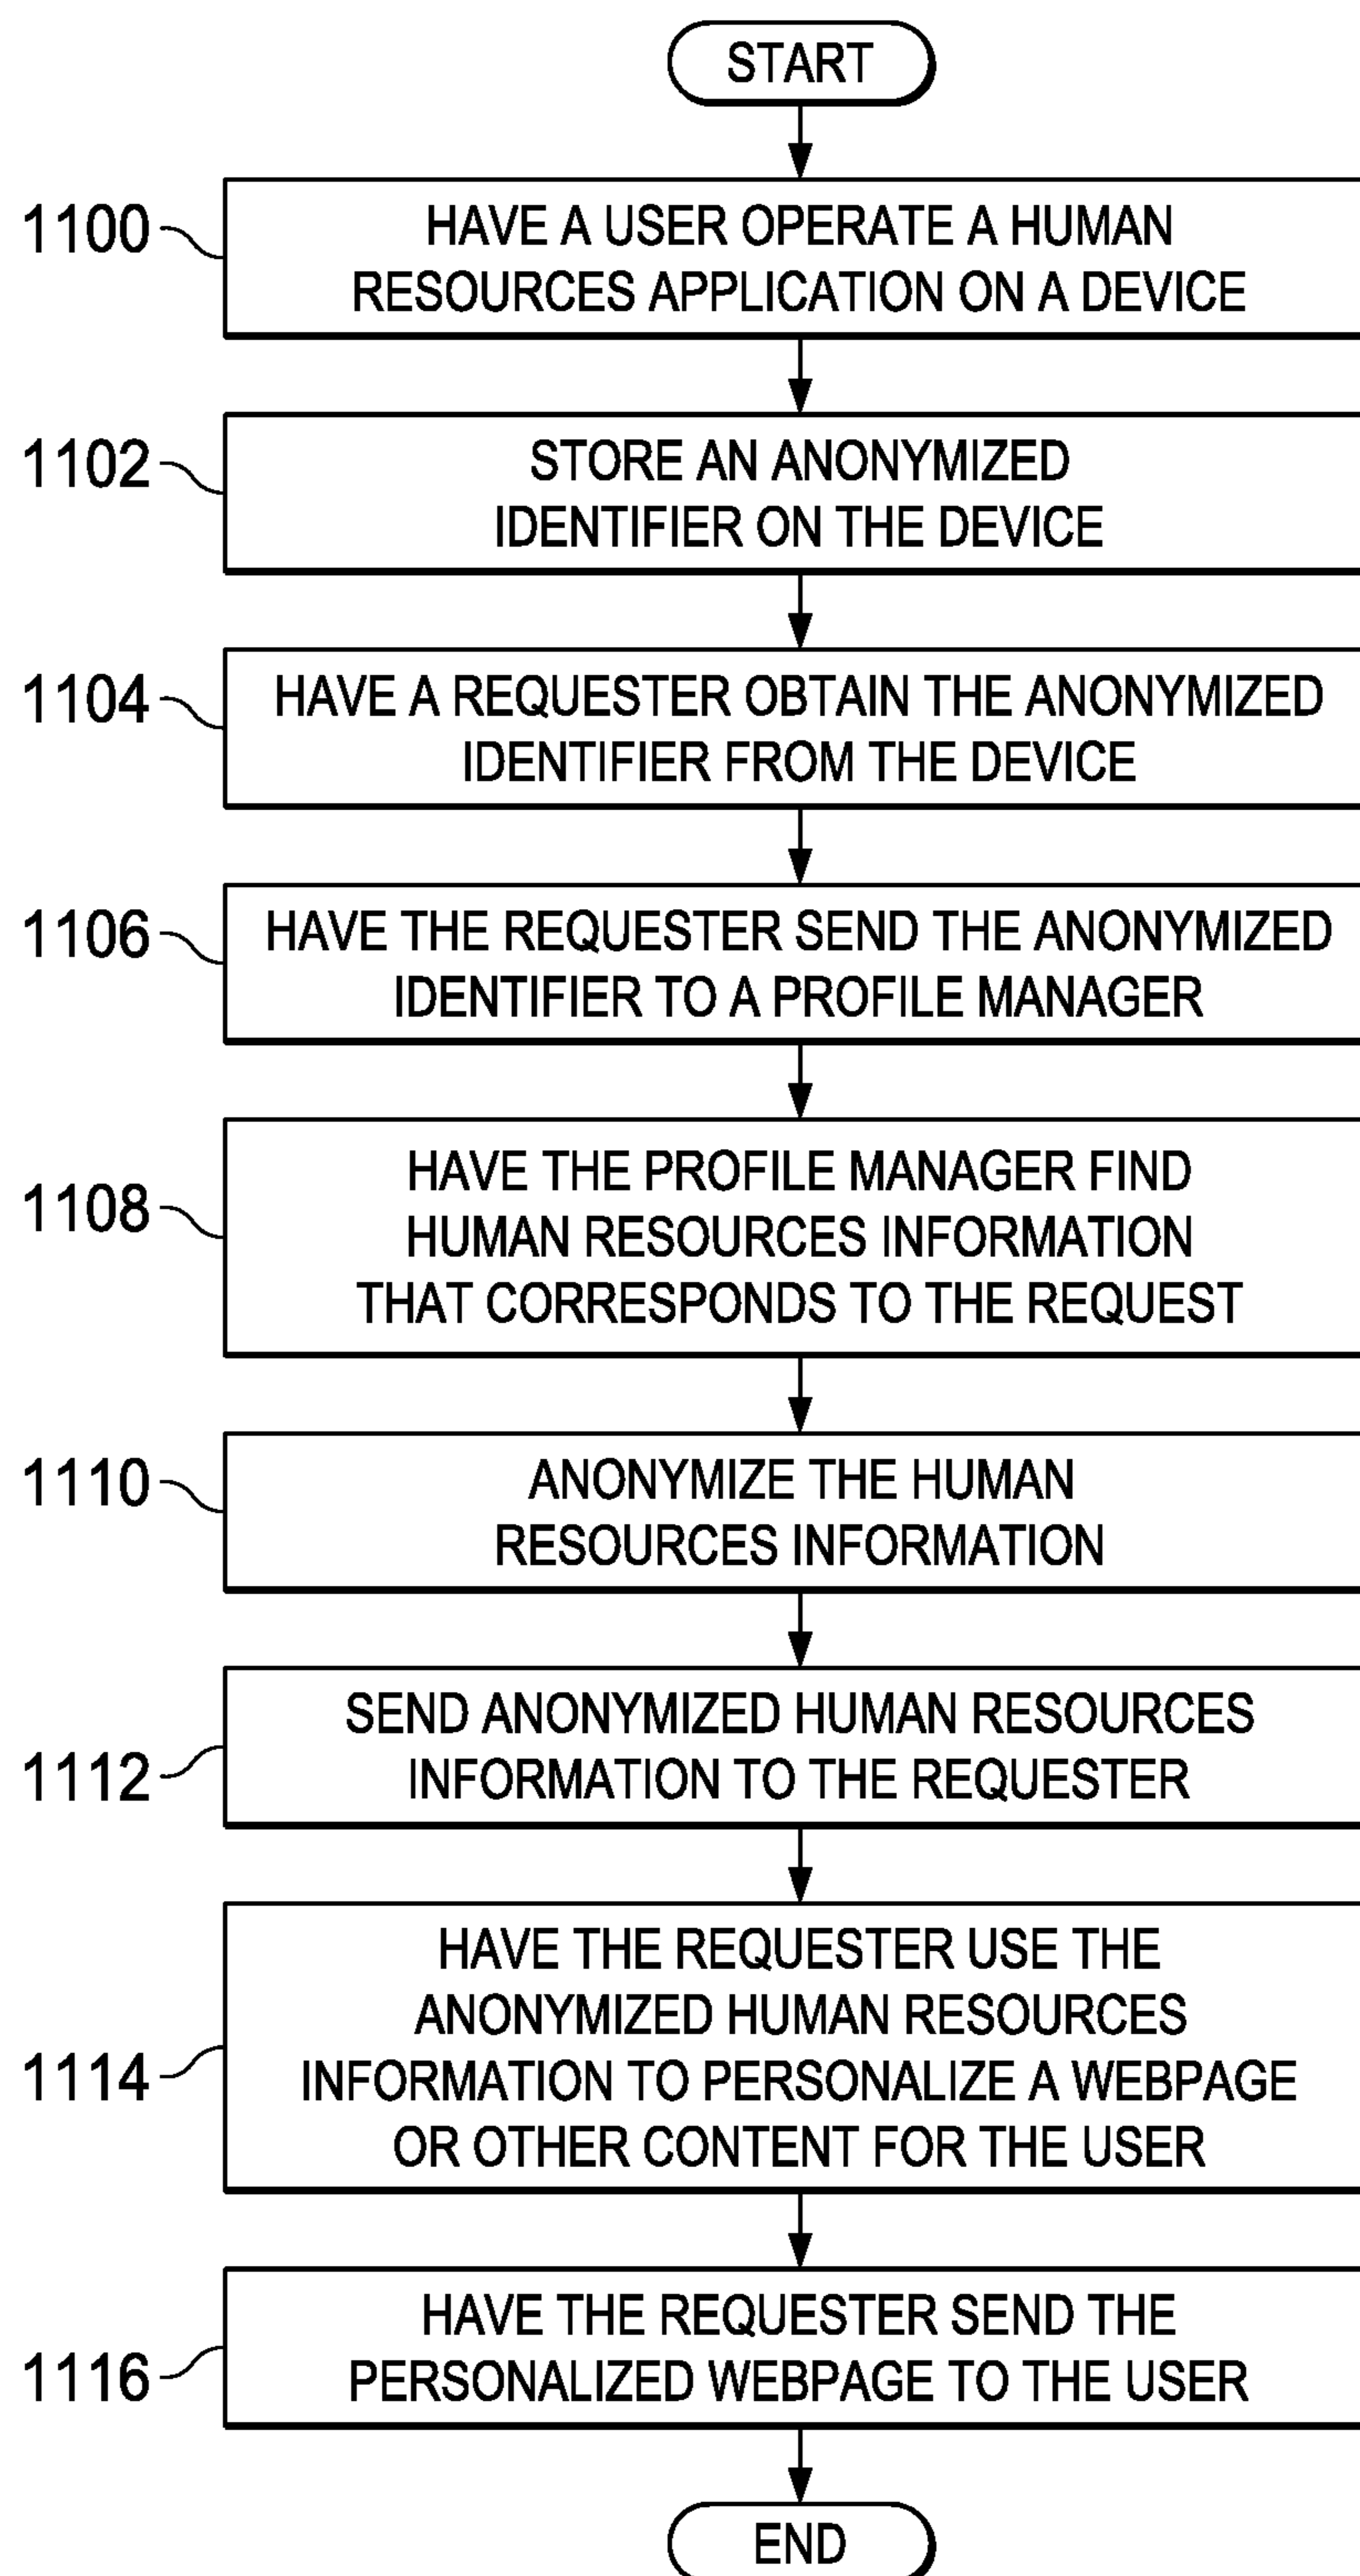 START
1100
HAVE A USER OPERATE A HUMAN
RESOURCES APPLICATION ON A DEVICE
1102
STORE AN ANONYMIZED
IDENTIFIER ON THE DEVICE
1104
HAVE A REQUESTER OBTAIN THE ANONYMIZED
IDENTIFIER FROM THE DEVICE
1106
HAVE THE REQUESTER SEND THE ANONYMIZED
IDENTIFIER TO A PROFILE MANAGER
1108
HAVE THE PROFILE MANAGER FIND
HUMAN RESOURCES INFORMATION
THAT CORRESPONDS TO THE REQUEST
1110
ANONYMIZE THE HUMAN
RESOURCES INFORMATION
1112
SEND ANONYMIZED HUMAN RESOURCES
INFORMATION TO THE REQUESTER
1114
HAVE THE REQUESTER USE THE
ANONYMIZED HUMAN RESOURCES
INFORMATION TO PERSONALIZE A WEBPAGE
OR OTHER CONTENT FOR THE USER
1116
HAVE THE REQUESTER SEND THE
PERSONALIZED WEBPAGE TO THE USER
END